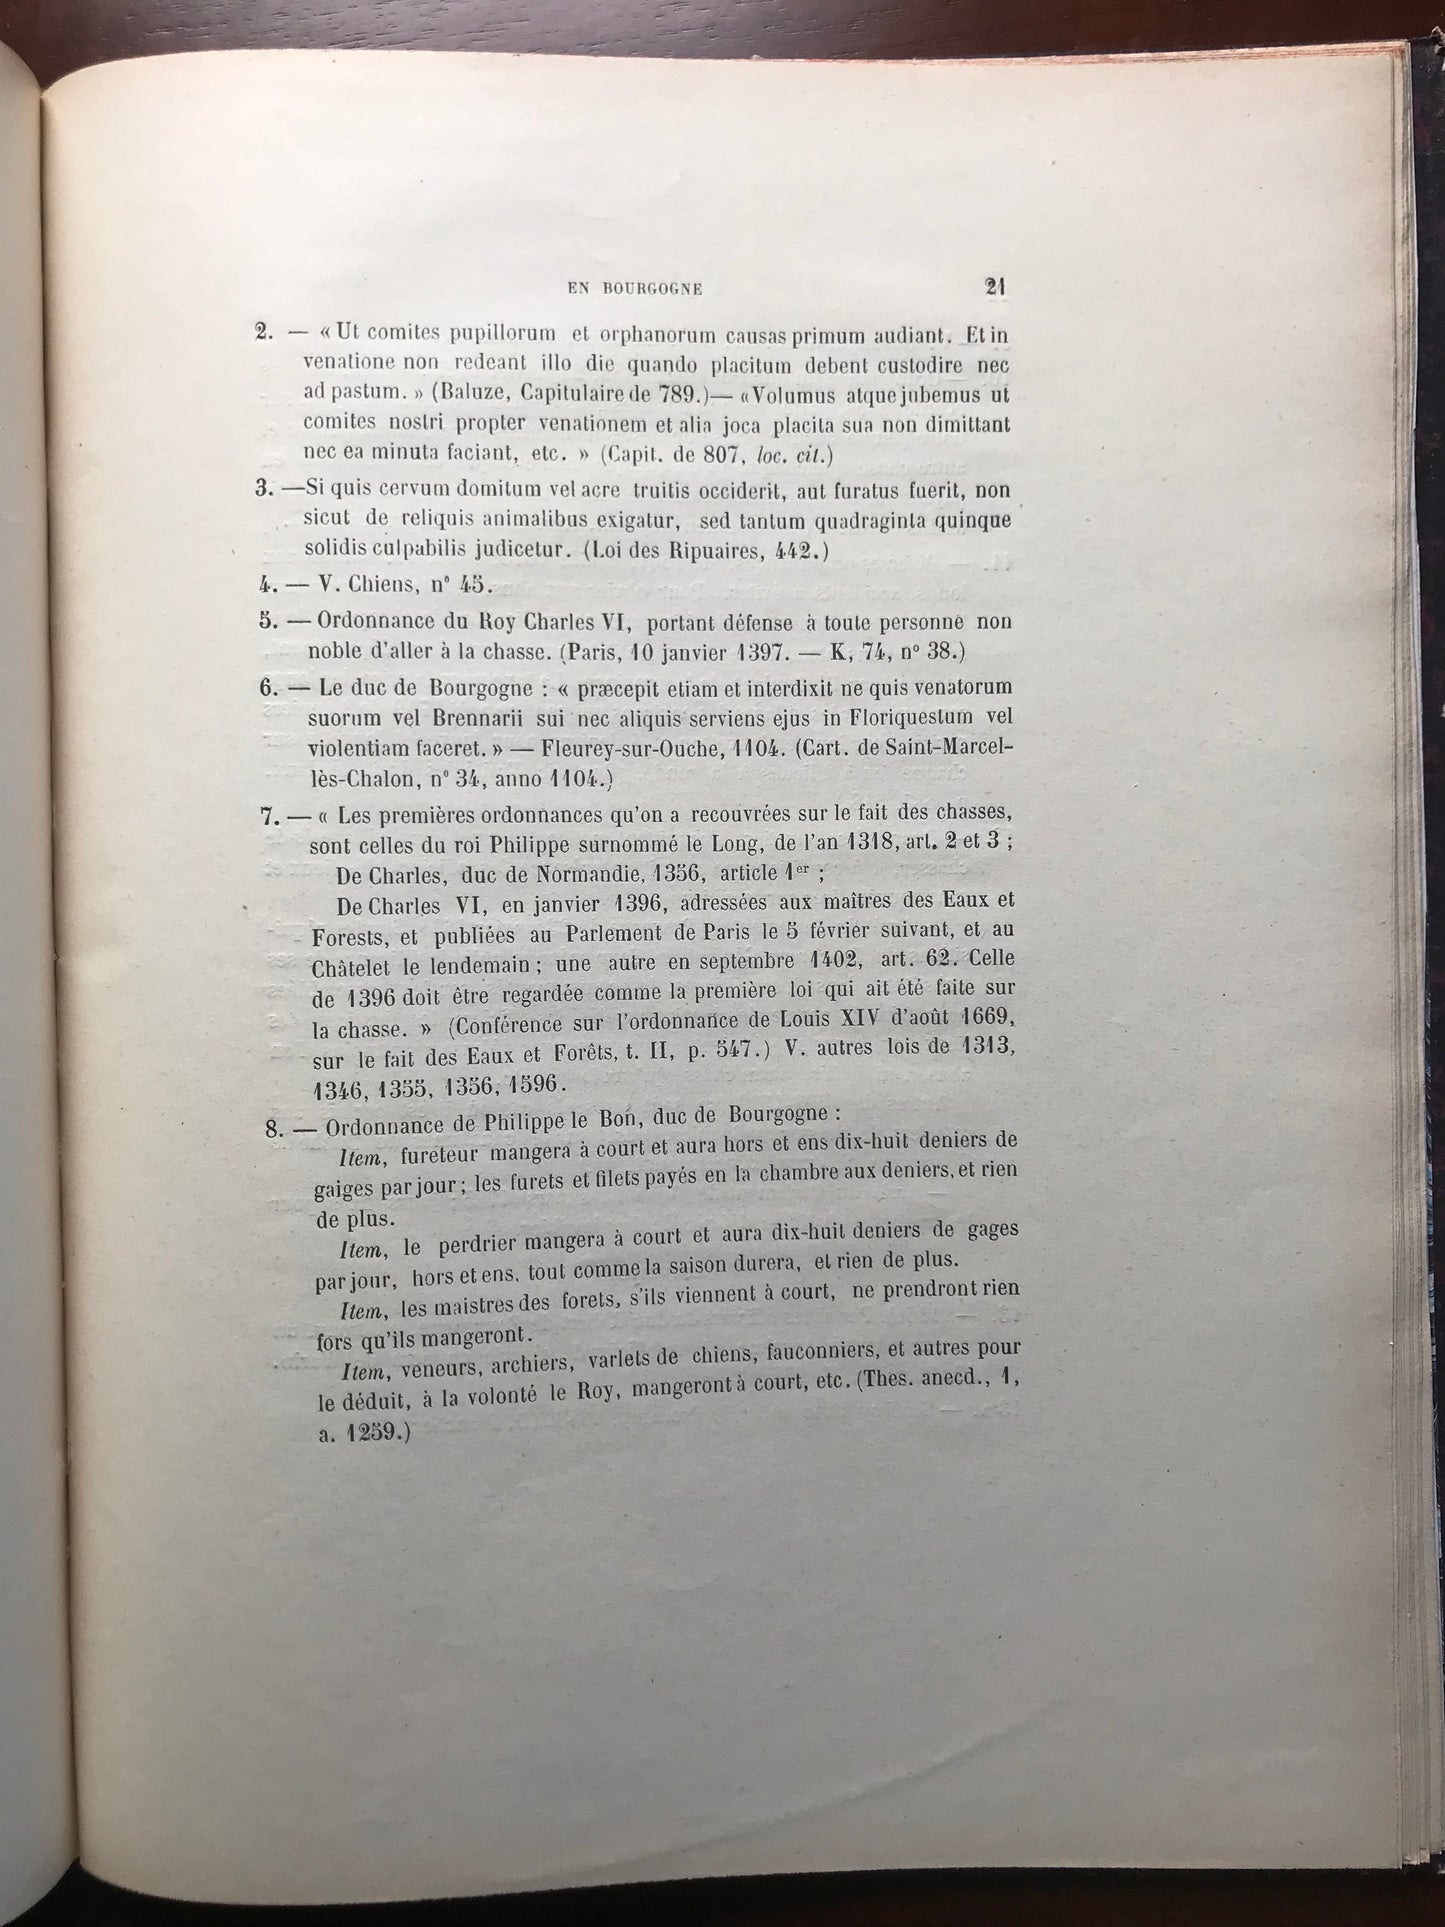 EN BOURGOGNE 21
2. — « Ut comites pupillorum et orphanorum causas primum audiant. Et in
venatione non redeant illo die quando placitum debent custodire nec
ad pastum. » (Baluze, Capitulaire de 789.) — « Volumus atque jubemus ut
comites nostri propter venationem et alia joca placita sua non dimittant
nec ea minuta faciant, etc. » (Capit. de 807, loc. cit.)
3. — Si quis cervum domitum vel acre truitis occiderit, aut furatus fuerit, non
sicut de reliquis animalibus exigatur, sed tantum quadraginta quinque
solidis culpabilis judicetur. (Loi des Ripuaires, 442.)
4. — V. Chiens, n° 45.
5. — Ordonnance du Roy Charles VI, portant défense à toute personne non
noble d'aller à la chasse. (Paris, 10 janvier 1397. — K, 74, n° 38.)
6. — Le duc de Bourgogne : « præcepit etiam et interdixit ne quis venatorum
suorum vel Brennarii sui nec aliquis serviens ejus in Floriquestum vel
violentiam faceret. » — Fleurey-sur-Ouche, 1104. (Cart. de Saint-Marcel-
lès-Chalon, n° 34, anno 1104.)
7. — « Les premières ordonnances qu'on a recouvrées sur le fait des chasses,
sont celles du roi Philippe surnommé le Long, de l'an 1318, art. 2 et 3 ;
De Charles, duc de Normandie, 1356, article 1er ;
De Charles VI, en janvier 1396, adressées aux maîtres des Eaux et
Forests, et publiées au Parlement de Paris le 5 février suivant, et au
Châtelet le lendemain ; une autre en septembre 1402, art. 62. Celle
de 1396 doit être regardée comme la première loi qui ait été faite sur
la chasse. » (Conférence sur l'ordonnance de Louis XIV d'août 1669,
sur le fait des Eaux et Forêts, t. II, p. 547.) V. autres lois de 1313,
1346, 1355, 1356, 1596.
8. — Ordonnance de Philippe le Bon, duc de Bourgogne :
Item, fureteur mangera à court et aura hors et ens dix-huit deniers de
gaiges par jour ; les furets et filets payés en la chambre aux deniers, et rien
de plus.
Item, le perdrier mangera à court et aura dix-huit deniers de gages
par jour, hors et ens, tout comme la saison durera, et rien de plus.
Item, les maistres des forets, s'ils viennent à court, ne prendront rien
fors qu'ils mangeront.
Item, veneurs, archiers, varlets de chiens, fauconniers, et autres pour
le déduit, à la volonté le Roy, mangeront à court, etc. (Thes. anecd., 1,
a. 1259.)